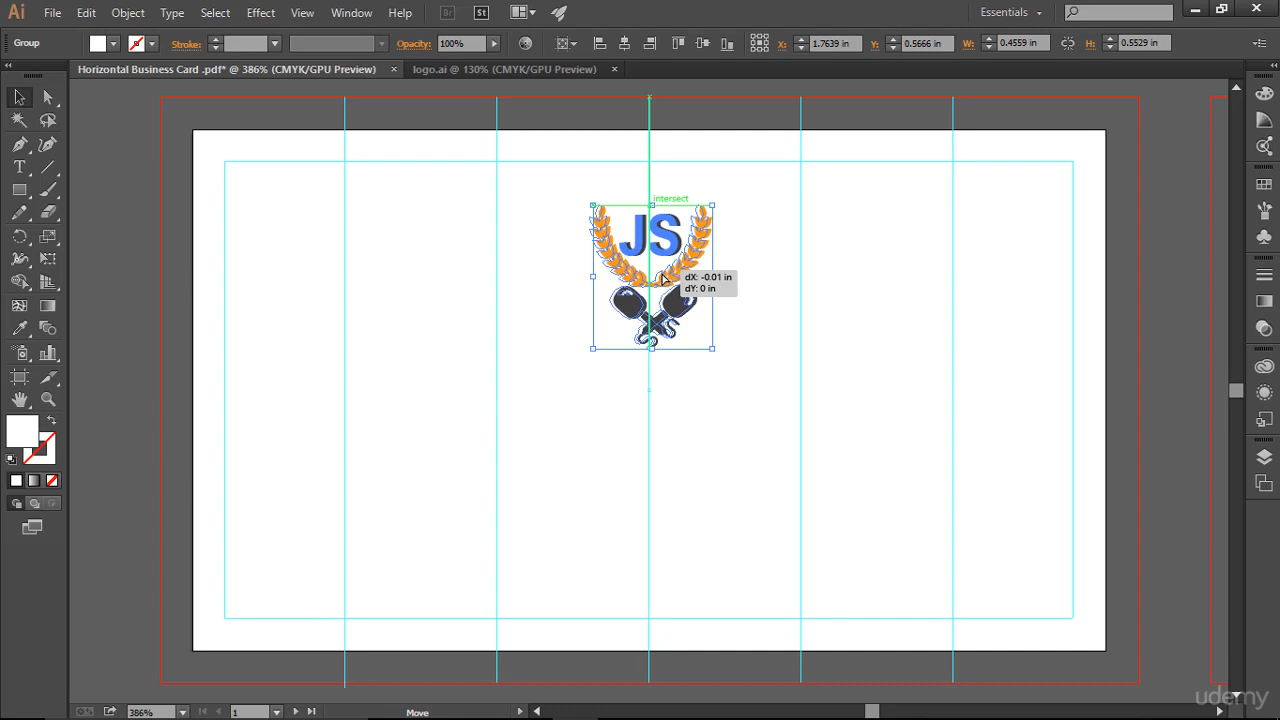 Ai File Edit Object Type Select Effect View Window Help Br St Essentials
Group Stroke: Opacity: 100% X: 1.7639 in Y: 0.5666 in W: 0.4559 in H: 0.5529 in
Horizontal Business Card .pdf* @ 386% (CMYK/GPU Preview) × logo.ai @ 130% (CMYK/GPU Preview) ×
intersect
JS
dX: -0.01 in
dY: 0 in
386% 1 Move
udemy